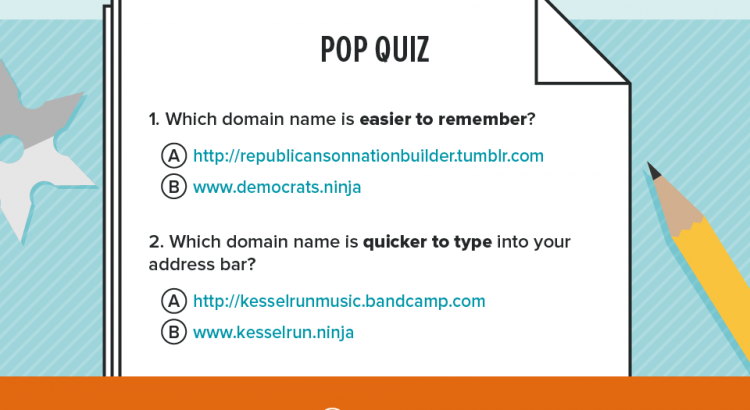 POP QUIZ
1. Which domain name is easier to remember?
A http://republicansonnationbuilder.tumblr.com
B www.democrats.ninja
2. Which domain name is quicker to type into your
address bar?
A http://kesselrunmusic.bandcamp.com
B www.kesselrun.ninja